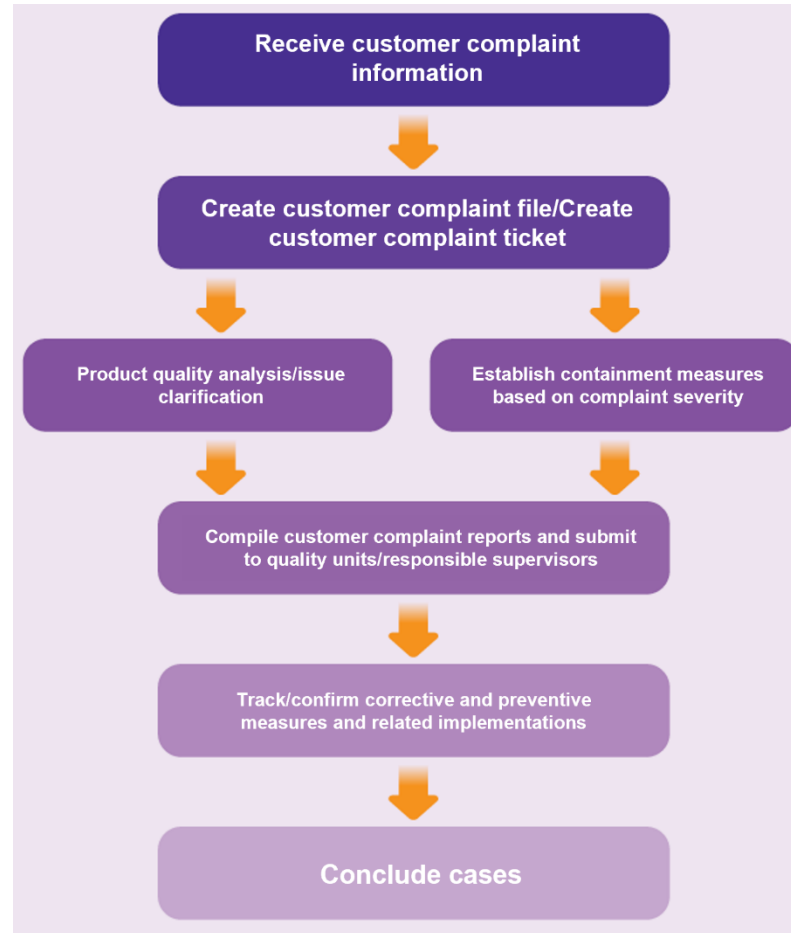 Receive customer complaint
information
Create customer complaint file/Create
customer complaint ticket
Product quality analysis/issue
clarification
Establish containment measures
based on complaint severity
Compile customer complaint reports and submit
to quality units/responsible supervisors
Track/confirm corrective and preventive
measures and related implementations
Conclude cases